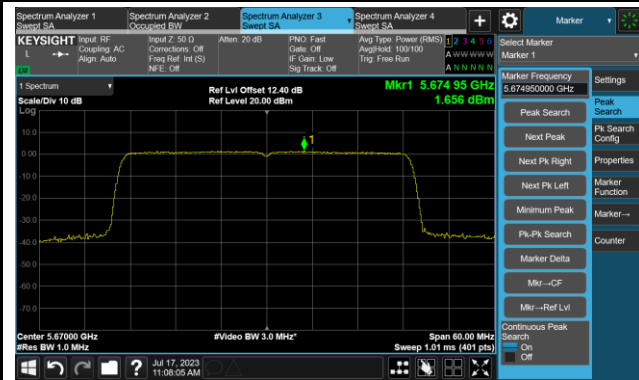 Spectrum Analyzer 1
Swept SA
Spectrum Analyzer 2
Occupied BW
Spectrum Analyzer 3
Swept SA
Spectrum Analyzer 4
Swept SA
Marker
KEYSIGHT
Input: RF
Coupling: AC
Align: Auto
Input Z: 50 Ω
Corrections: Off
Freq Ref: Int (S)
NFE: Off
Atten: 20 dB
PNO: Fast
Gate: Off
IF Gain: Low
Sig Track: Off
Avg Type: Power (RMS)
Avg|Hold: 100/100
Trig: Free Run
1 2 3 4 5 6
A W W W W W
A N N N N N
Select Marker
Marker 1
1 Spectrum
Scale/Div 10 dB
Log
Ref Lvl Offset 12.40 dB
Ref Level 20.00 dBm
Mkr1 5.674 95 GHz
1.656 dBm
10.0
0.00
-10.0
-20.0
-30.0
-40.0
-50.0
-60.0
-70.0
1
Center 5.67000 GHz
#Res BW 1.0 MHz
#Video BW 3.0 MHz*
Span 60.00 MHz
Sweep 1.01 ms (401 pts)
Jul 17, 2023
11:08:05 AM
Marker Frequency
5.674950000 GHz
Peak Search
Next Peak
Next Pk Right
Next Pk Left
Minimum Peak
Pk-Pk Search
Marker Delta
Mkr→CF
Mkr→Ref Lvl
Continuous Peak
Search
On
Off
Settings
Peak
Search
Pk Search
Config
Properties
Marker
Function
Marker→
Counter